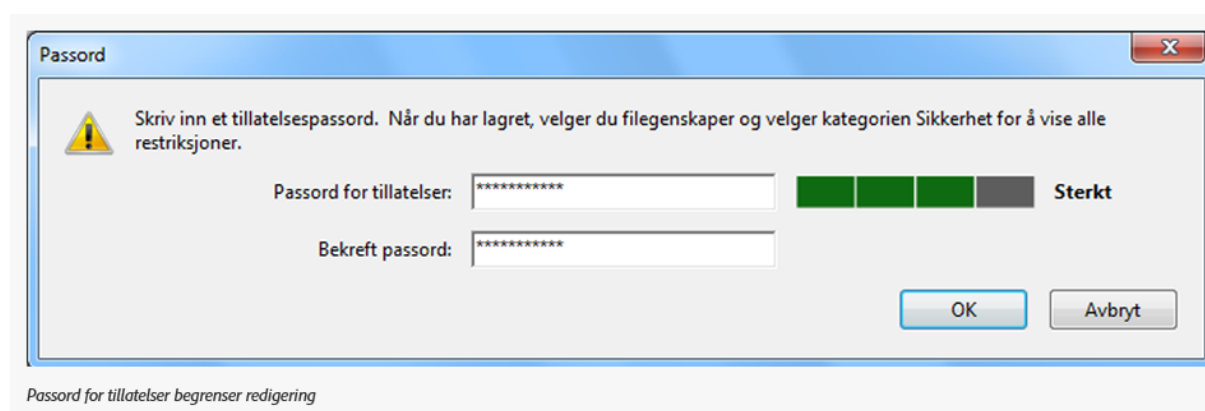 Passord
Skriv inn et tillatelsespassord. Når du har lagret, velger du filegenskaper og velger kategorien Sikkerhet for å vise alle
restriksjoner.
Passord for tillatelser: *********** Sterkt
Bekreft passord: ***********
OK Avbryt
Passord for tillatelser begrenser redigering